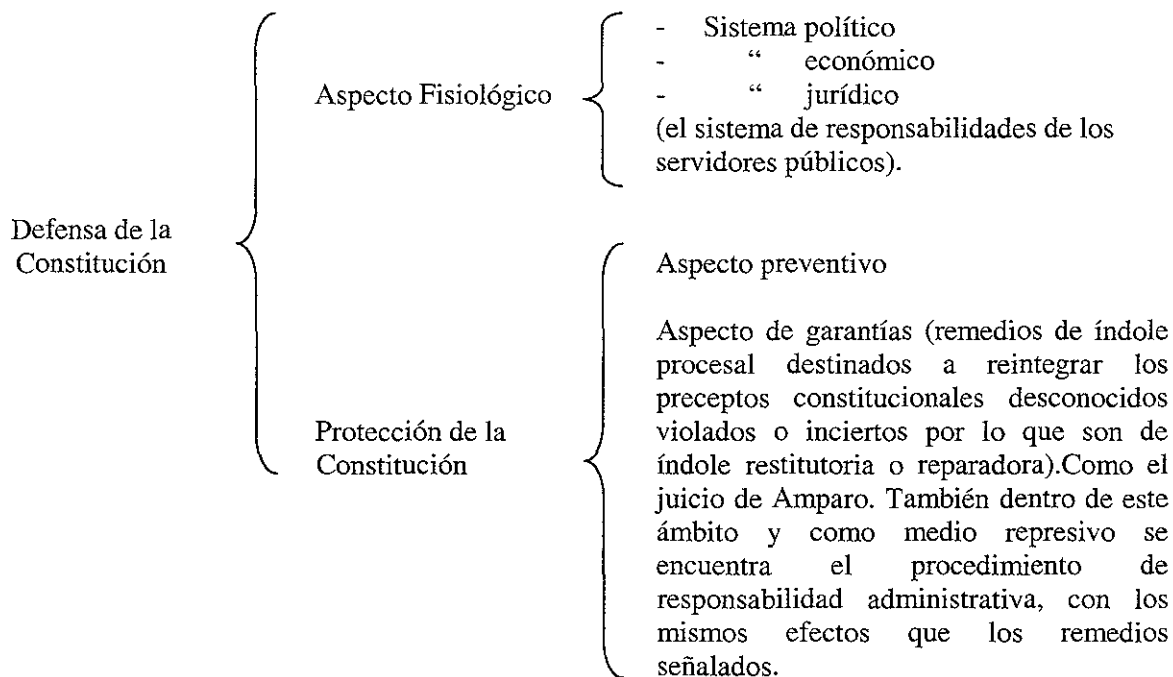 Defensa de la
Constitución
Aspecto Fisiológico
- Sistema político
- “ económico
- “ jurídico
(el sistema de responsabilidades de los
servidores públicos).
Protección de la
Constitución
Aspecto preventivo
Aspecto de garantías (remedios de índole
procesal destinados a reintegrar los
preceptos constitucionales desconocidos
violados o inciertos por lo que son de
índole restitutoria o reparadora).Como el
juicio de Amparo. También dentro de este
ámbito y como medio represivo se
encuentra el procedimiento de
responsabilidad administrativa, con los
mismos efectos que los remedios
señalados.